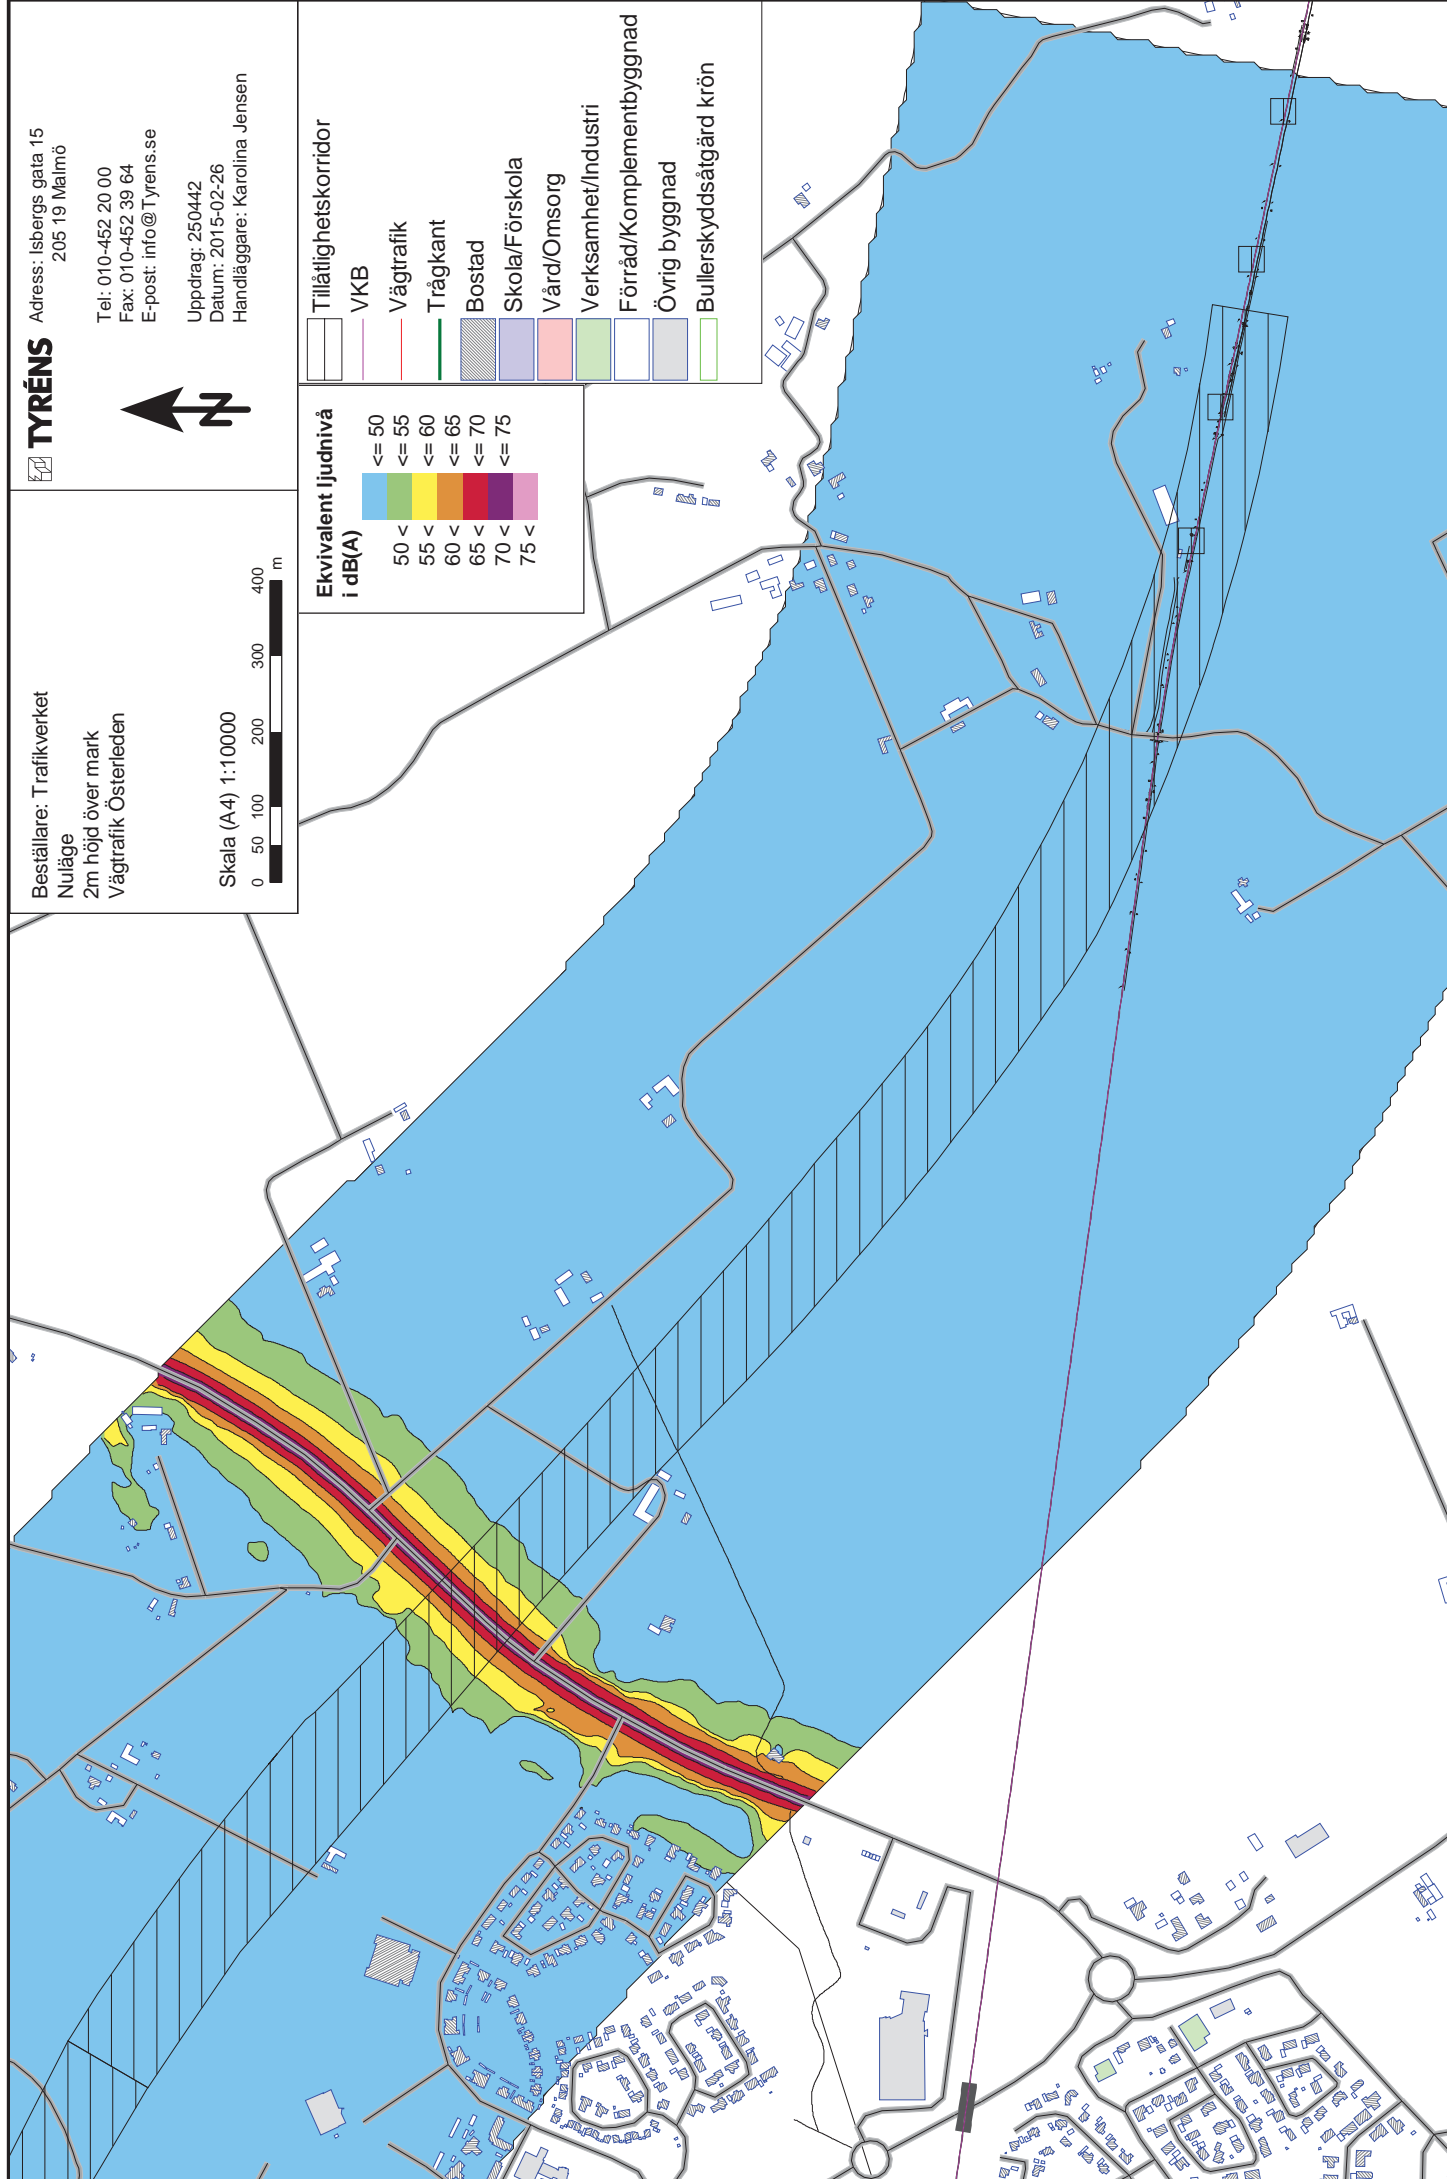 Beställare: Trafikverket
Nuläge
2m höjd över mark
Vägtrafik Österleden
Skala (A4) 1:10000
0 50 100 200 300 400
m
TYRÉNS
Adress: Isbergs gata 15
205 19 Malmö
Tel: 010-452 20 00
Fax: 010-452 39 64
E-post: info@Tyrens.se
Uppdrag: 250442
Datum: 2015-02-26
Handläggare: Karolina Jensen
N
Ekvivalent ljudnivå
i dB(A)
<= 50
50 < <= 55
55 < <= 60
60 < <= 65
65 < <= 70
70 < <= 75
75 <
Tillåtlighetskorridor
VKB
Vägtrafik
Trågkant
Bostad
Skola/Förskola
Vård/Omsorg
Verksamhet/Industri
Förråd/Komplementbyggnad
Övrig byggnad
Bullerskyddsåtgärd krön